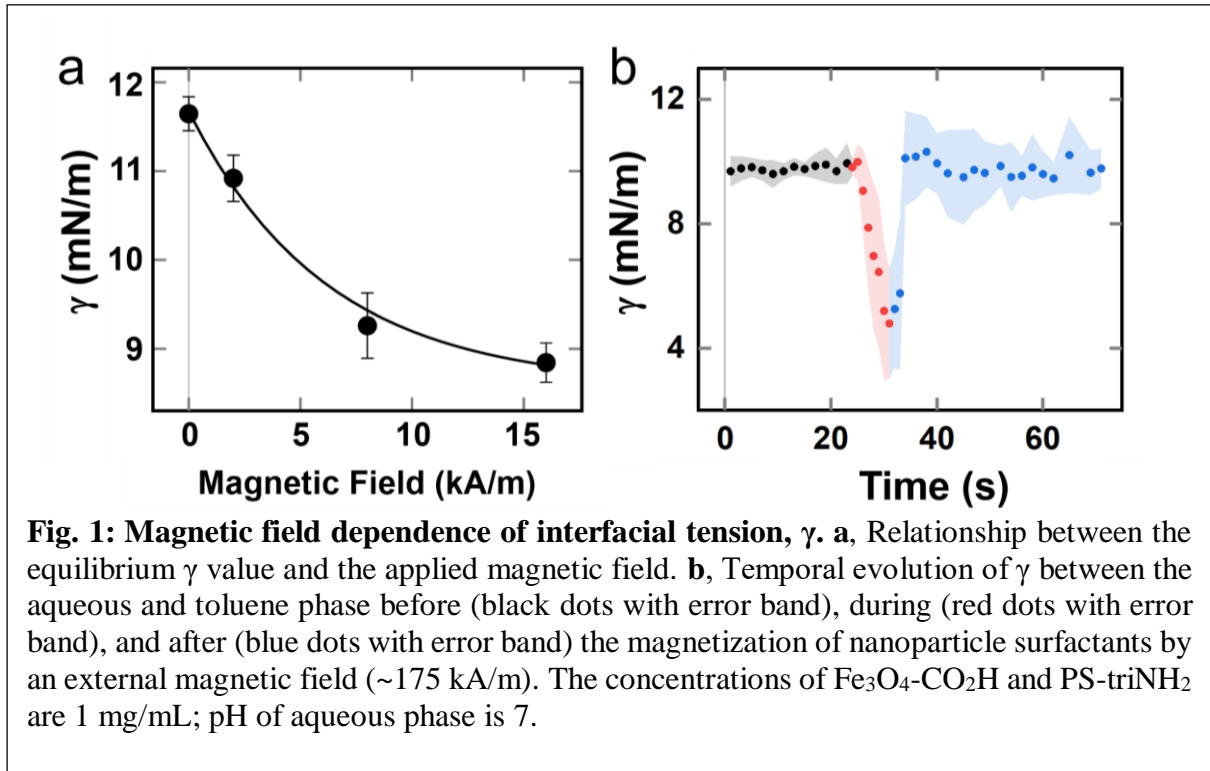 a
12
11
10
9
γ (mN/m)
0 5 10 15
Magnetic Field (kA/m)
b
12
8
4
γ (mN/m)
0 20 40 60
Time (s)
Fig. 1: Magnetic field dependence of interfacial tension, γ. a, Relationship between the
equilibrium γ value and the applied magnetic field. b, Temporal evolution of γ between the
aqueous and toluene phase before (black dots with error band), during (red dots with error
band), and after (blue dots with error band) the magnetization of nanoparticle surfactants by
an external magnetic field (~175 kA/m). The concentrations of Fe₃O₄-CO₂H and PS-triNH₂
are 1 mg/mL; pH of aqueous phase is 7.